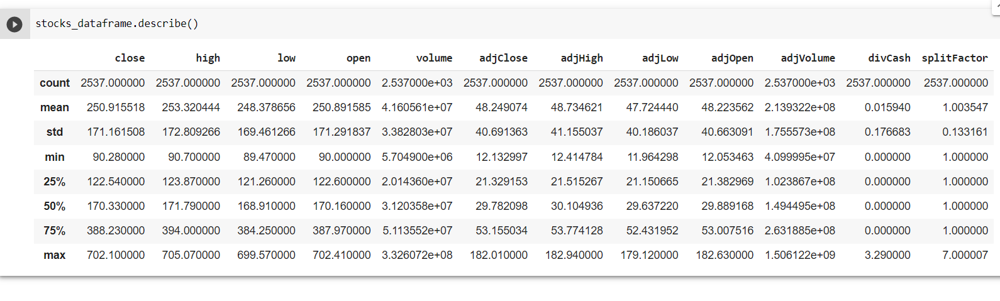 stocks_dataframe.describe()
close high low open volume adjClose adjHigh adjLow adjOpen adjVolume divCash splitFactor
count 2537.000000 2537.000000 2537.000000 2537.000000 2.537000e+03 2537.000000 2537.000000 2537.000000 2537.000000 2.537000e+03 2537.000000 2537.000000
mean 250.915518 253.320444 248.378656 250.891585 4.160561e+07 48.249074 48.734621 47.724440 48.223562 2.139322e+08 0.015940 1.003547
std 171.161508 172.809266 169.461266 171.291837 3.382803e+07 40.691363 41.155037 40.186037 40.663091 1.755573e+08 0.176683 0.133161
min 90.280000 90.700000 89.470000 90.000000 5.704900e+06 12.132997 12.414784 11.964298 12.053463 4.099995e+07 0.000000 1.000000
25% 122.540000 123.870000 121.260000 122.600000 2.014360e+07 21.329153 21.515267 21.150665 21.382969 1.023867e+08 0.000000 1.000000
50% 170.330000 171.790000 168.910000 170.160000 3.120358e+07 29.782098 30.104936 29.637220 29.889168 1.494495e+08 0.000000 1.000000
75% 388.230000 394.000000 384.250000 387.970000 5.113552e+07 53.155034 53.774128 52.431952 53.007516 2.631885e+08 0.000000 1.000000
max 702.100000 705.070000 699.570000 702.410000 3.326072e+08 182.010000 182.940000 179.120000 182.630000 1.506122e+09 3.290000 7.000007